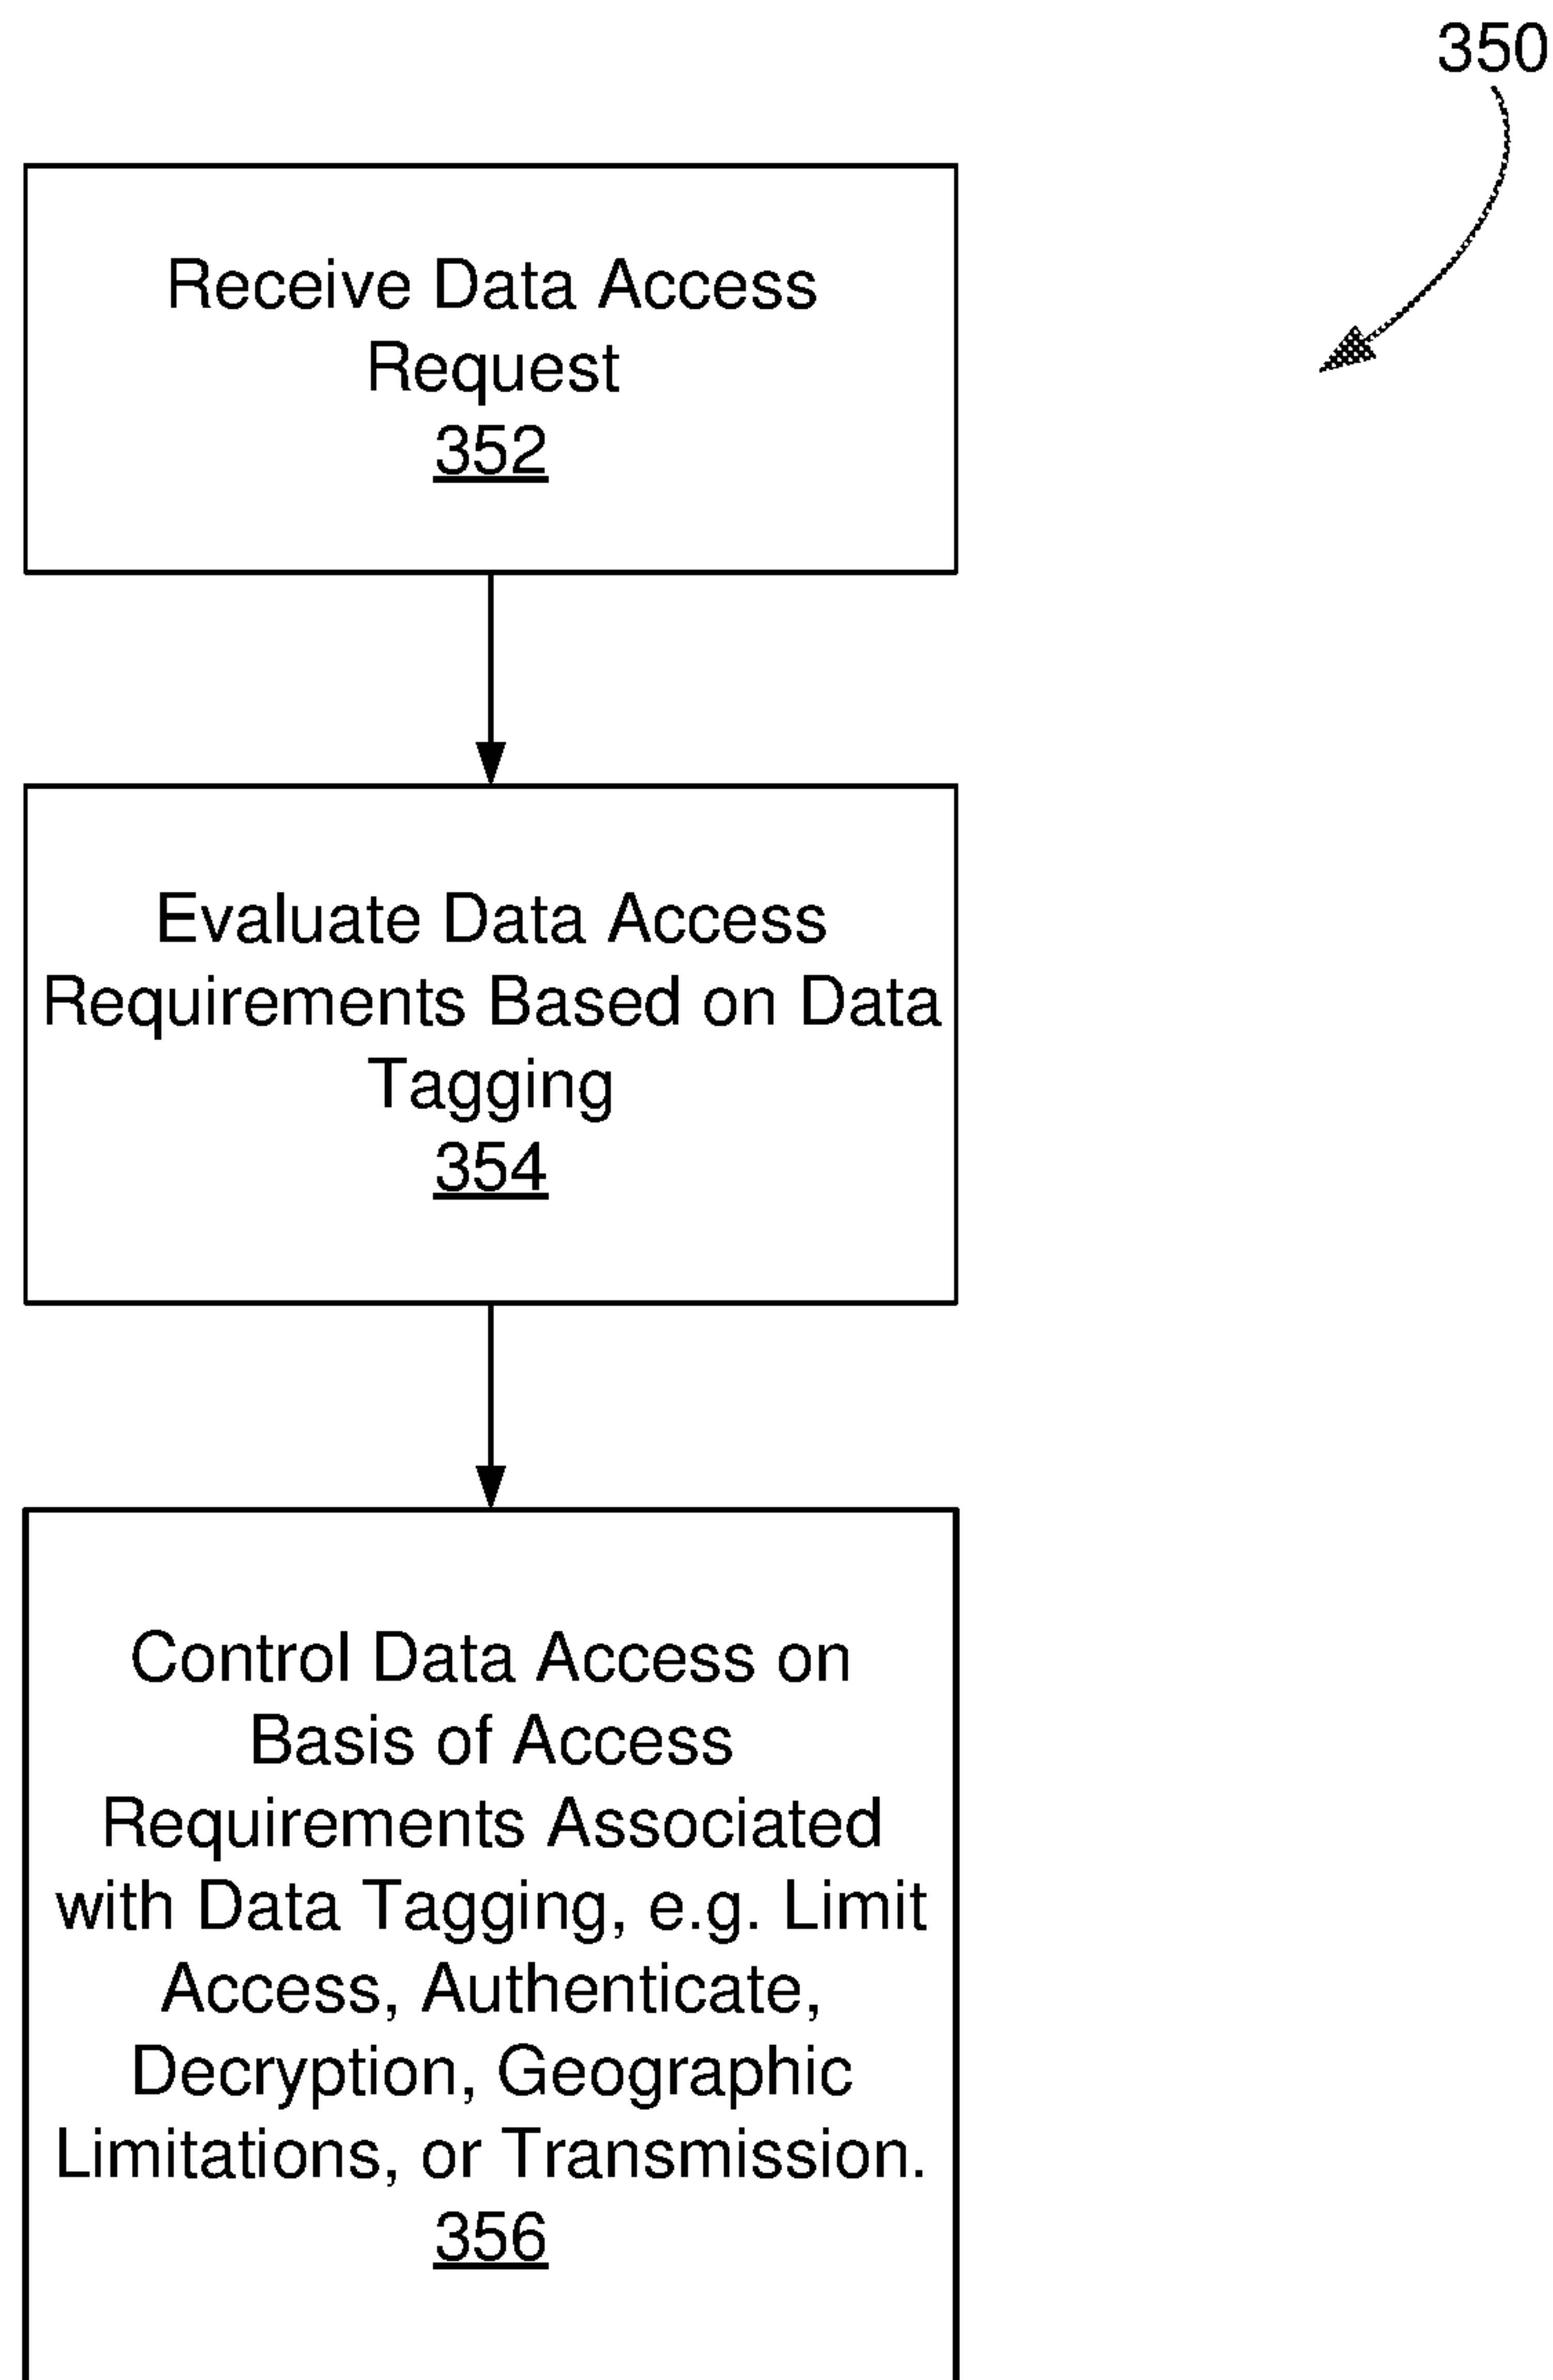 350
Receive Data Access
Request
352
Evaluate Data Access
Requirements Based on Data
Tagging
354
Control Data Access on
Basis of Access
Requirements Associated
with Data Tagging, e.g. Limit
Access, Authenticate,
Decryption, Geographic
Limitations, or Transmission.
356